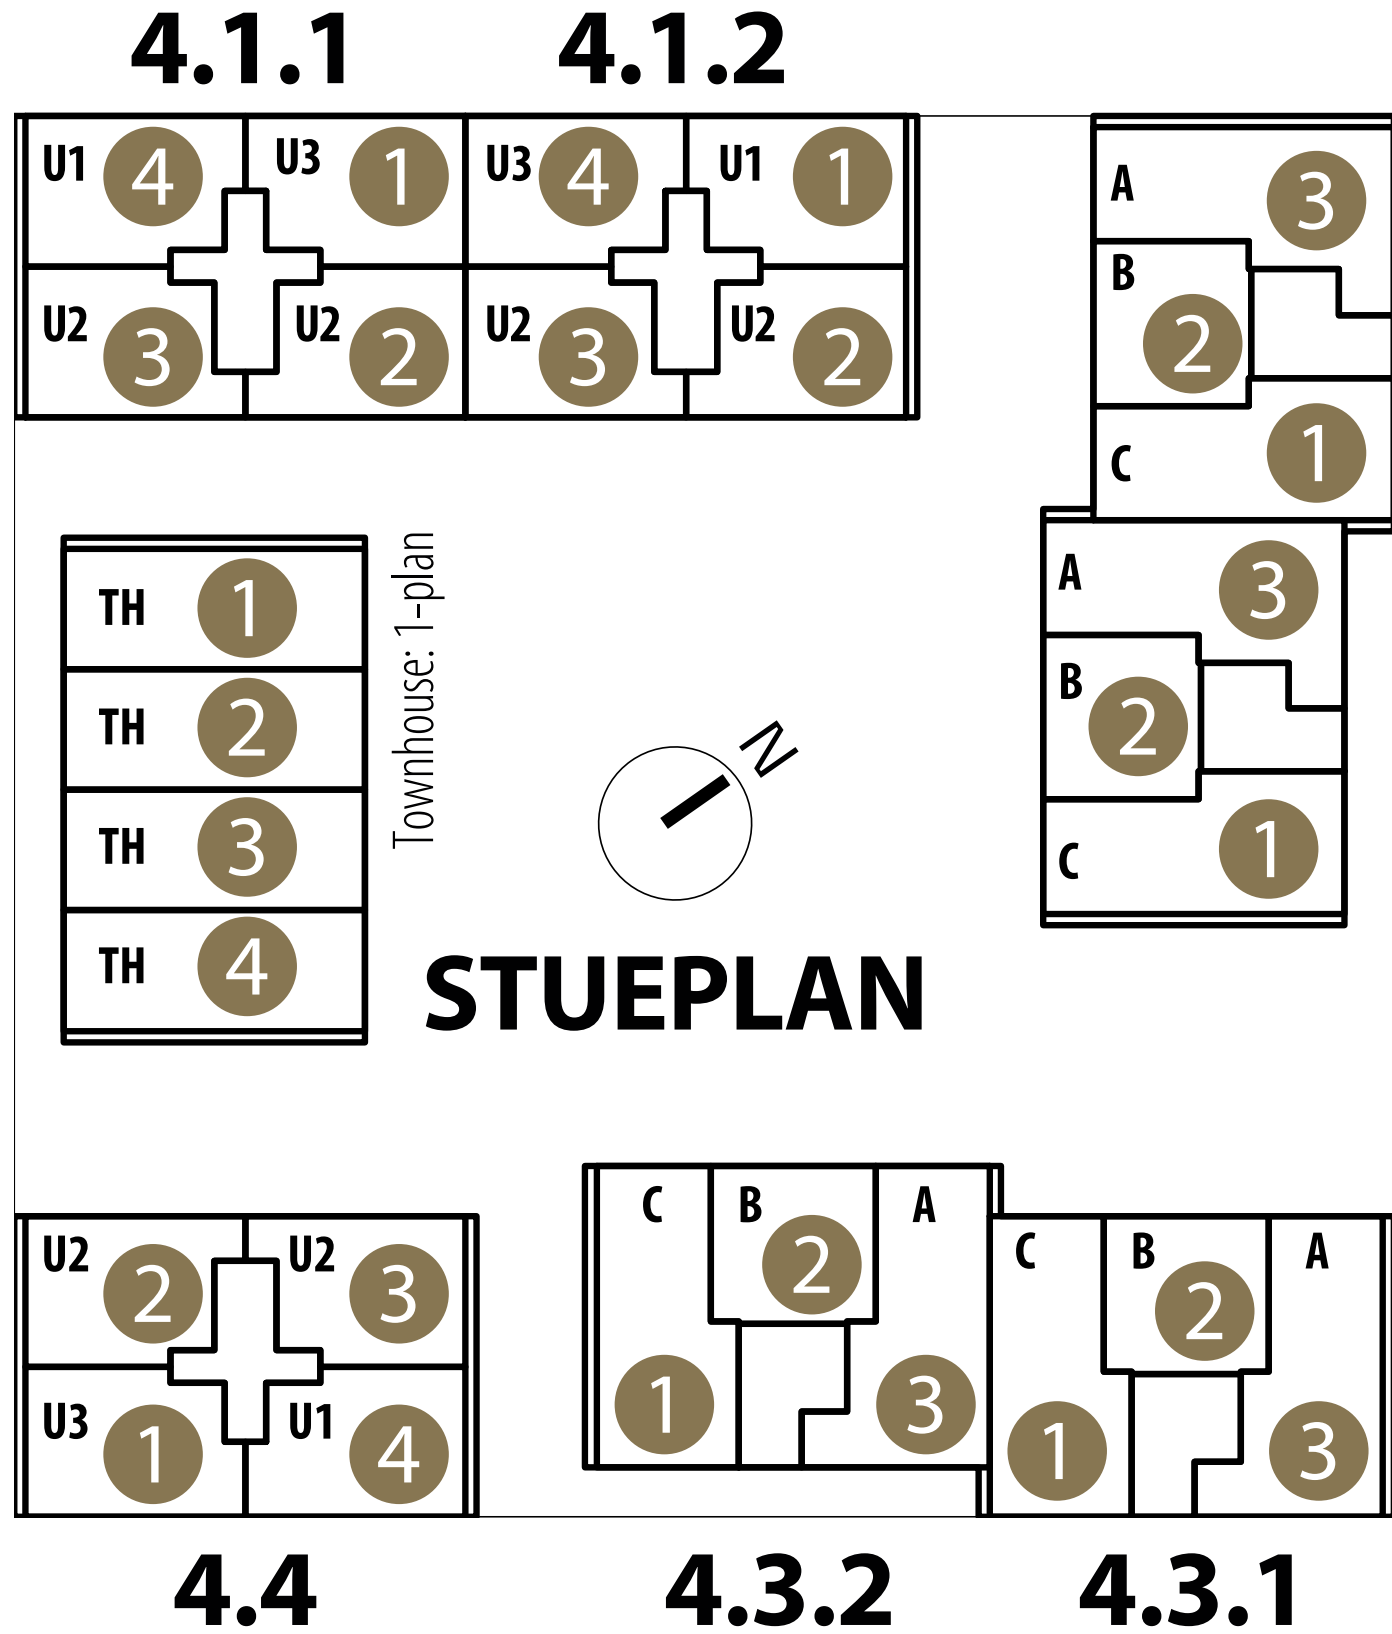 4.1.1 4.1.2
U1 4 U3 1 U3 4 U1 1
U2 3 U2 2 U2 3 U2 2
A 3
B 2
C 1
A 3
B 2
C 1
TH 1
TH 2
TH 3
TH 4
Townhouse: 1-plan
N
STUEPLAN
U2 2 U2 3
U3 1 U1 4
C B A
2
1 3
C B A
2
1 3
4.4 4.3.2 4.3.1